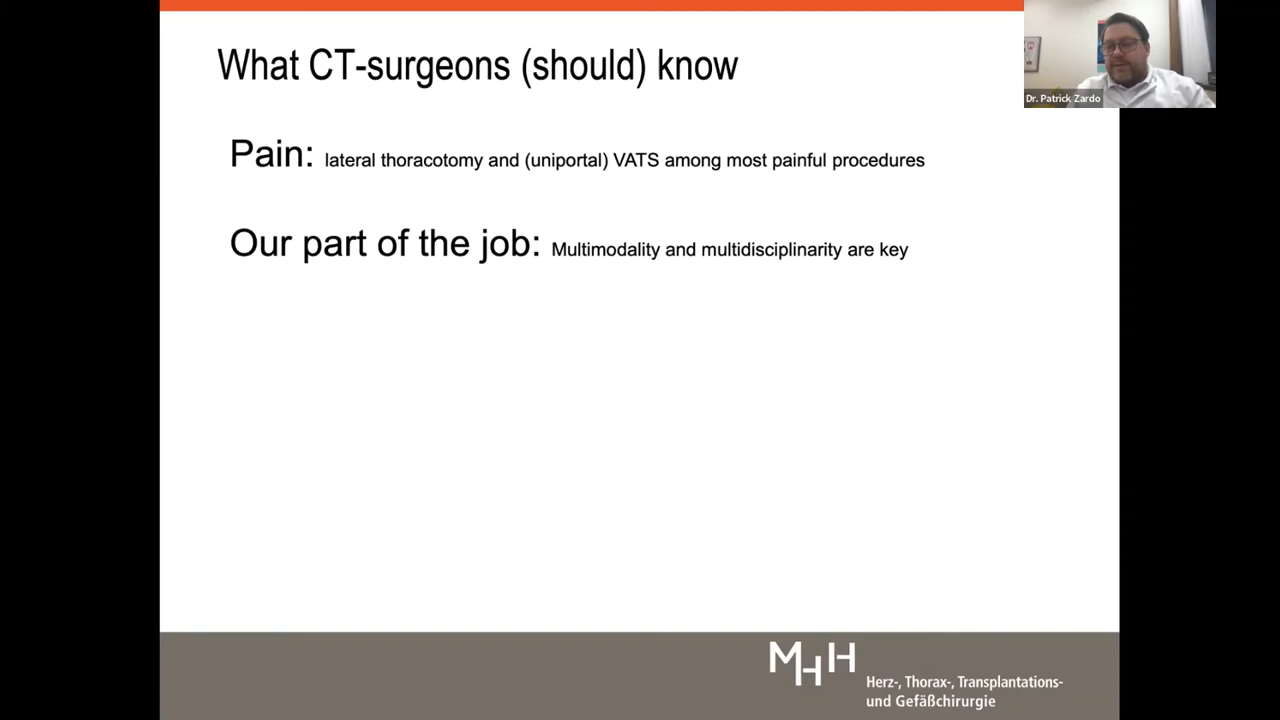 What CT-surgeons (should) know
Dr. Patrick Zardo
Pain: lateral thoracotomy and (uniportal) VATS among most painful procedures
Our part of the job: Multimodality and multidisciplinarity are key
MHH
Herz-, Thorax-, Transplantations-
und Gefäßchirurgie